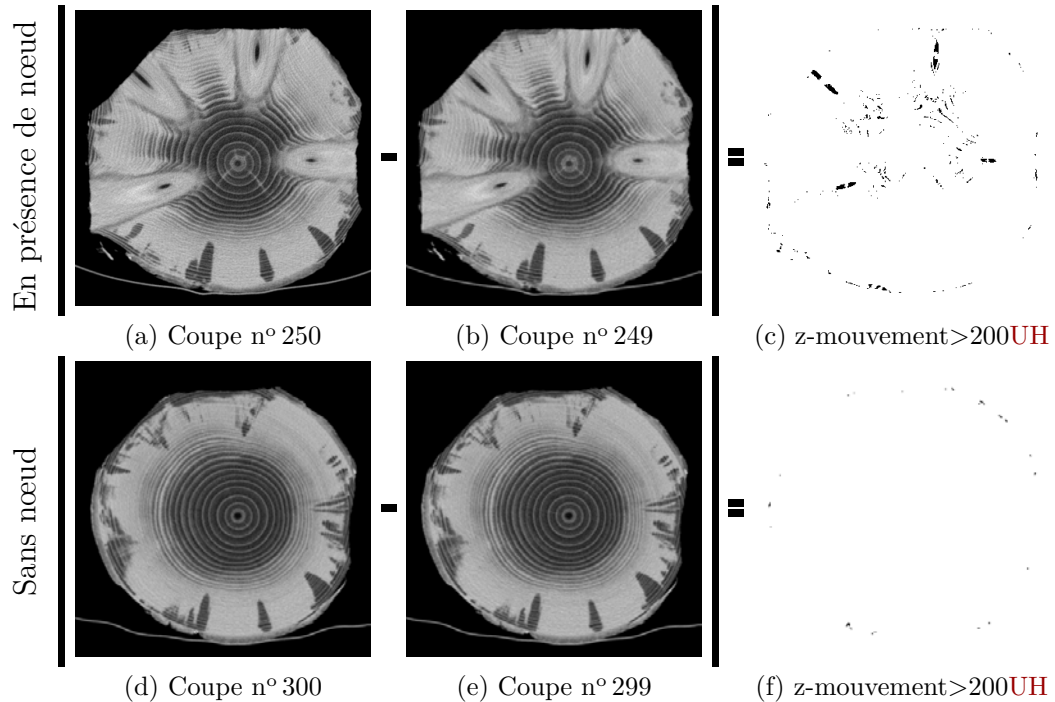 En présence de nœud
(a) Coupe nº 250
(b) Coupe nº 249
(c) z-mouvement>200UH
Sans nœud
(d) Coupe nº 300
(e) Coupe nº 299
(f) z-mouvement>200UH